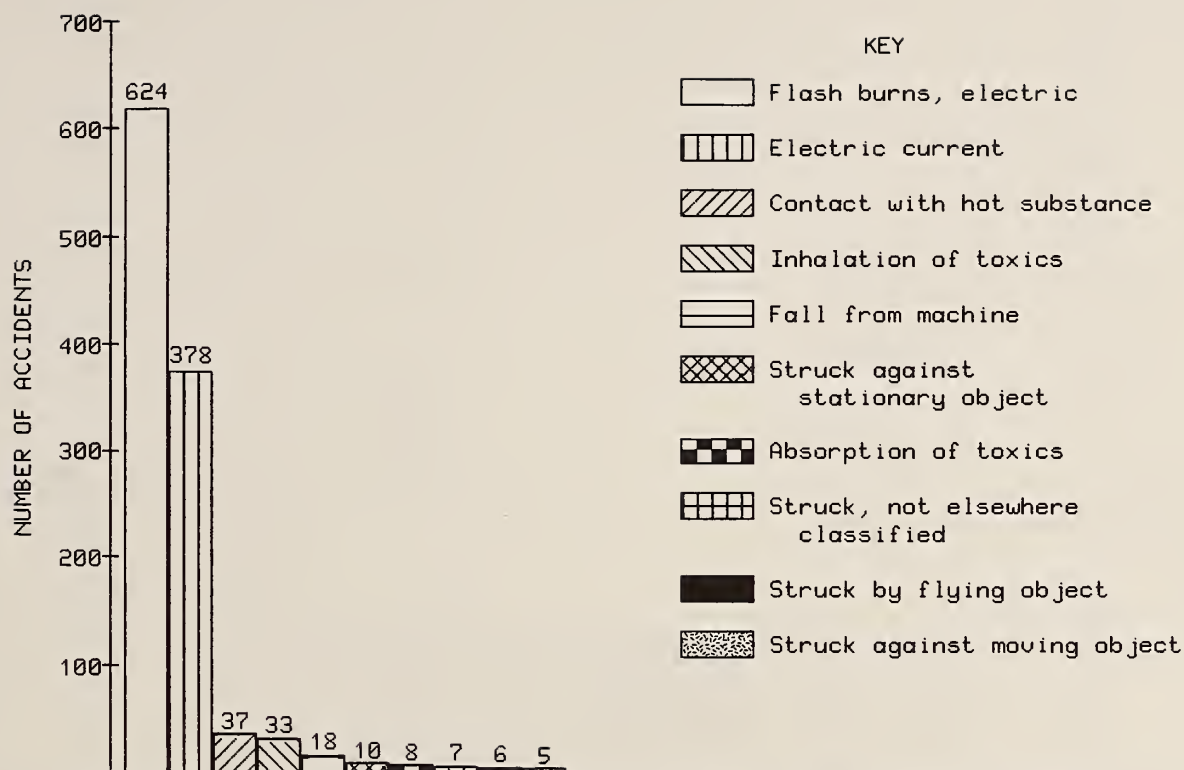 700
624
600
500
400
378
300
200
100
37
33
18
10
8
7
6
5
NUMBER OF ACCIDENTS
KEY
Flash burns, electric
Electric current
Contact with hot substance
Inhalation of toxics
Fall from machine
Struck against
stationary object
Absorption of toxics
Struck, not elsewhere
classified
Struck by flying object
Struck against moving object